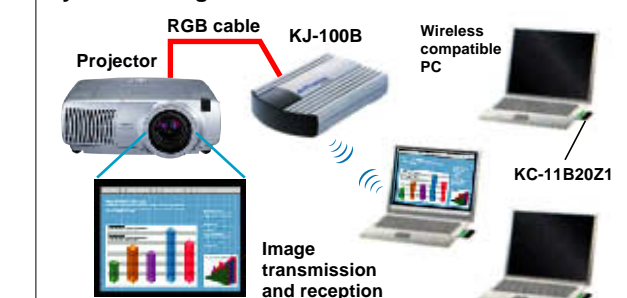 RGB cable
KJ-100B
Projector
Wireless
compatible
PC
KC-11B20Z1
Image
transmission
and reception